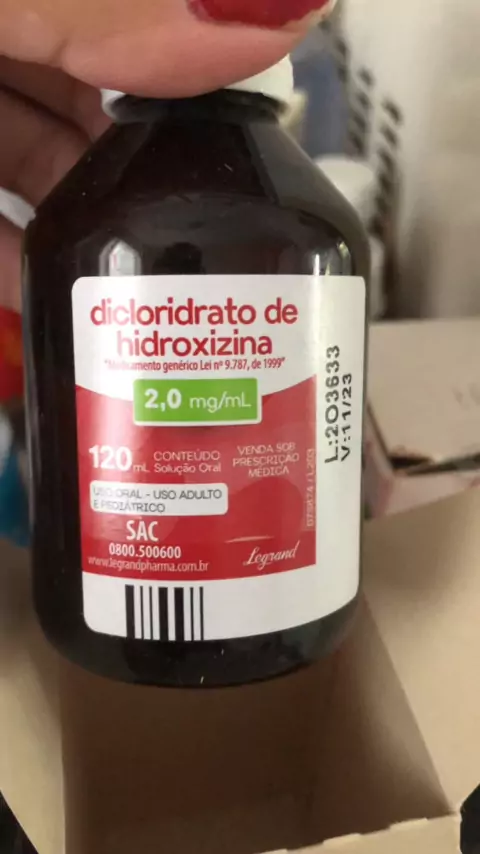 dicloridrato de
hidroxizina
"Medicamento genérico Lei nº 9.787, de 1999"
2,0 mg/mL
120 mL CONTEÚDO
Solução Oral
VENDA SOB
PRESCRIÇÃO
MÉDICA
USO ORAL - USO ADULTO
E PEDIÁTRICO
SAC
0800.500600
www.legrandpharma.com.br
Legrand
L:2O3633
V:11/23